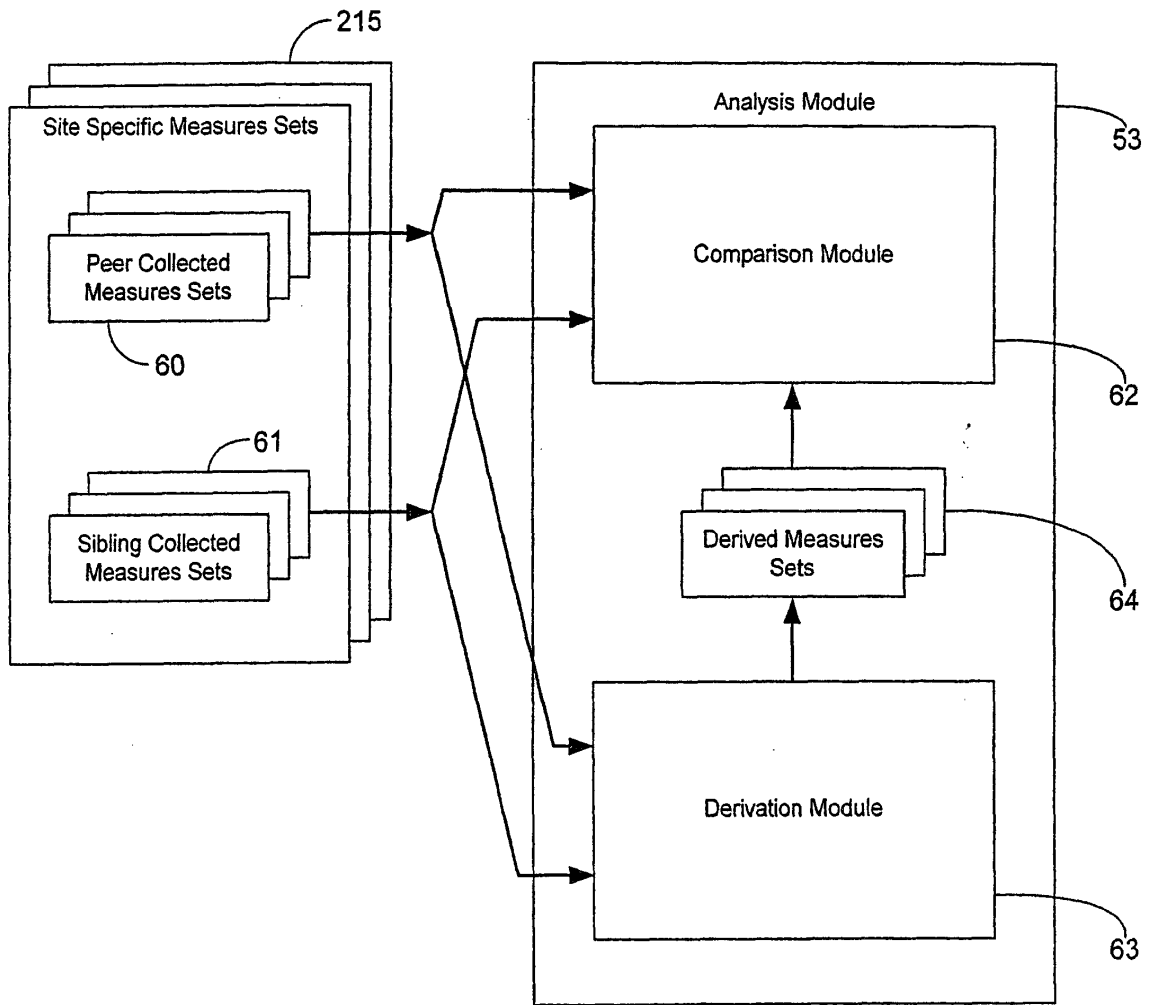 215
Site Specific Measures Sets
Peer Collected
Measures Sets
60
61
Sibling Collected
Measures Sets
Analysis Module
53
Comparison Module
62
Derived Measures
Sets
64
Derivation Module
63